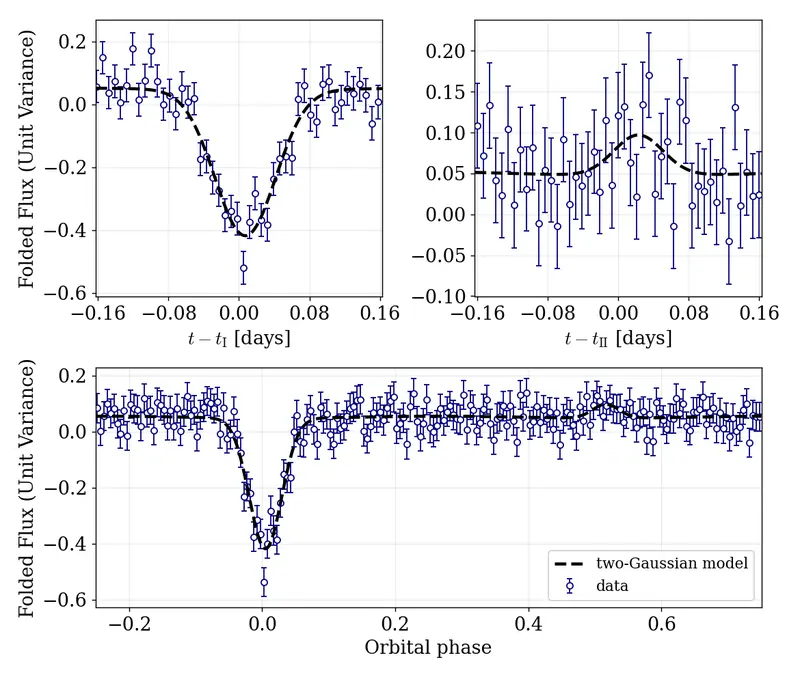 Folded Flux (Unit Variance)
0.2
0.0
−0.2
−0.4
−0.6
−0.16 −0.08 0.00 0.08 0.16
t − t_I [days]
0.20
0.15
0.10
0.05
0.00
−0.05
−0.10
−0.16 −0.08 0.00 0.08 0.16
t − t_II [days]
Folded Flux (Unit Variance)
0.2
0.0
−0.2
−0.4
−0.6
−0.2 0.0 0.2 0.4 0.6
Orbital phase
two-Gaussian model
data